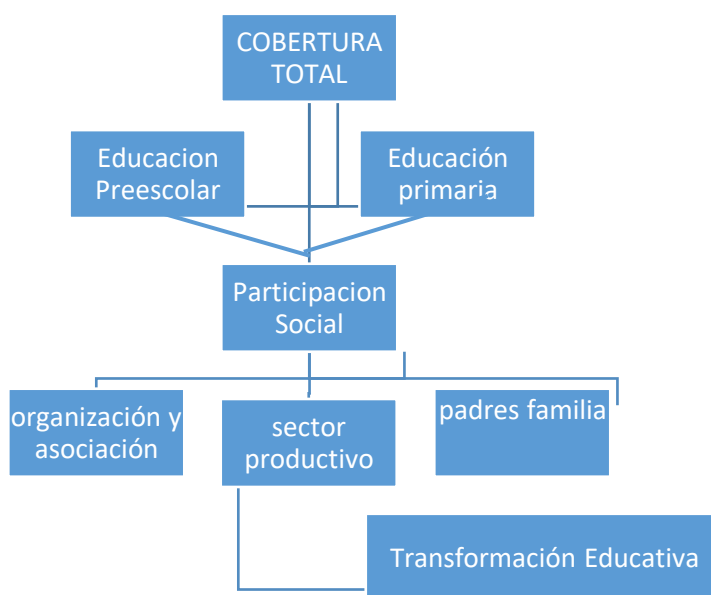 COBERTURA
TOTAL
Educacion
Preescolar
Educación
primaria
Participacion
Social
organización y
asociación
sector
productivo
padres familia
Transformación Educativa